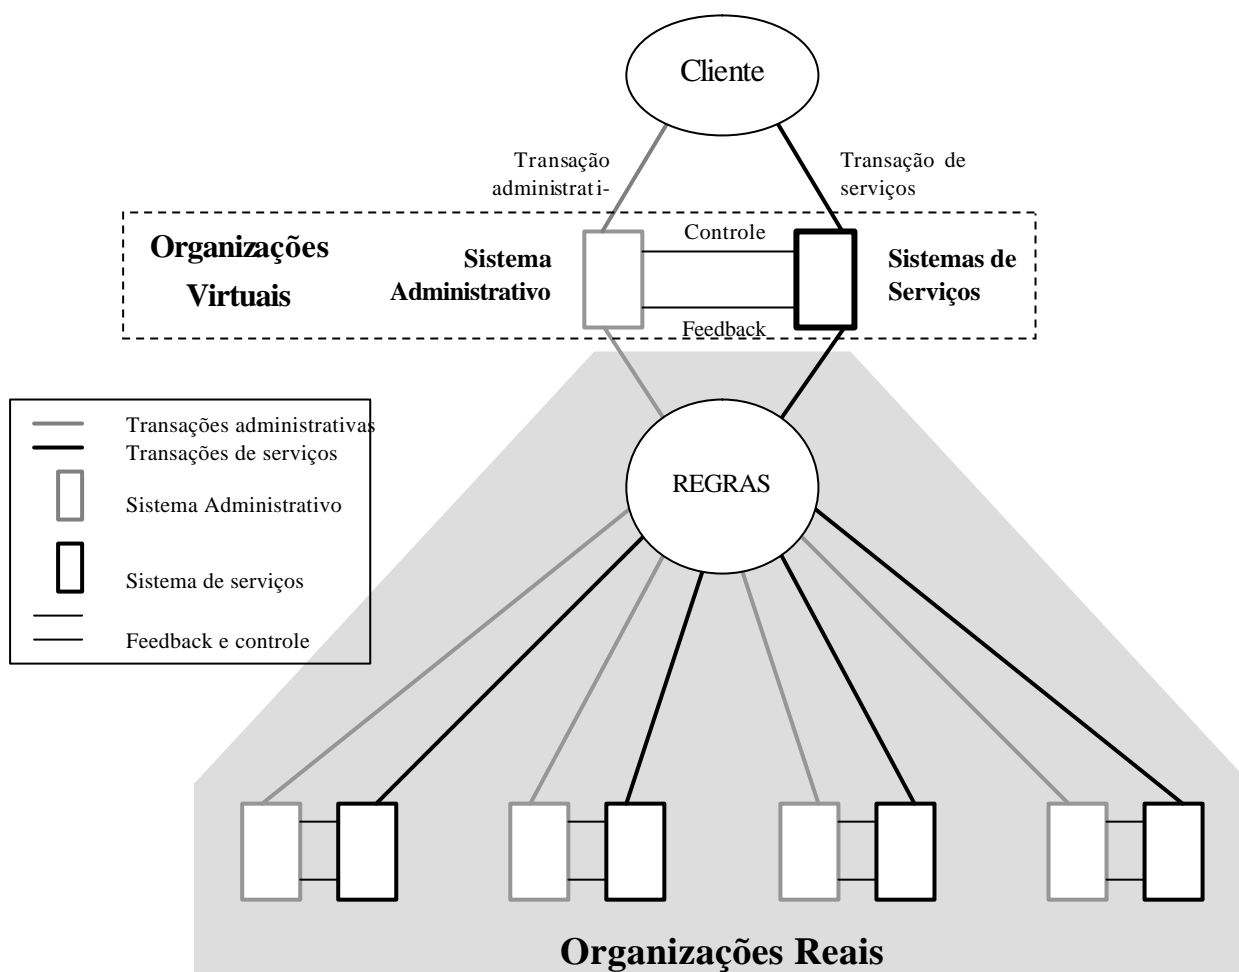 Cliente
Transação
administrati-
Transação de
serviços
Organizações
Virtuais
Sistema
Administrativo
Controle
Feedback
Sistemas de
Serviços
Transações administrativas
Transações de serviços
Sistema Administrativo
Sistema de serviços
Feedback e controle
REGRAS
Organizações Reais